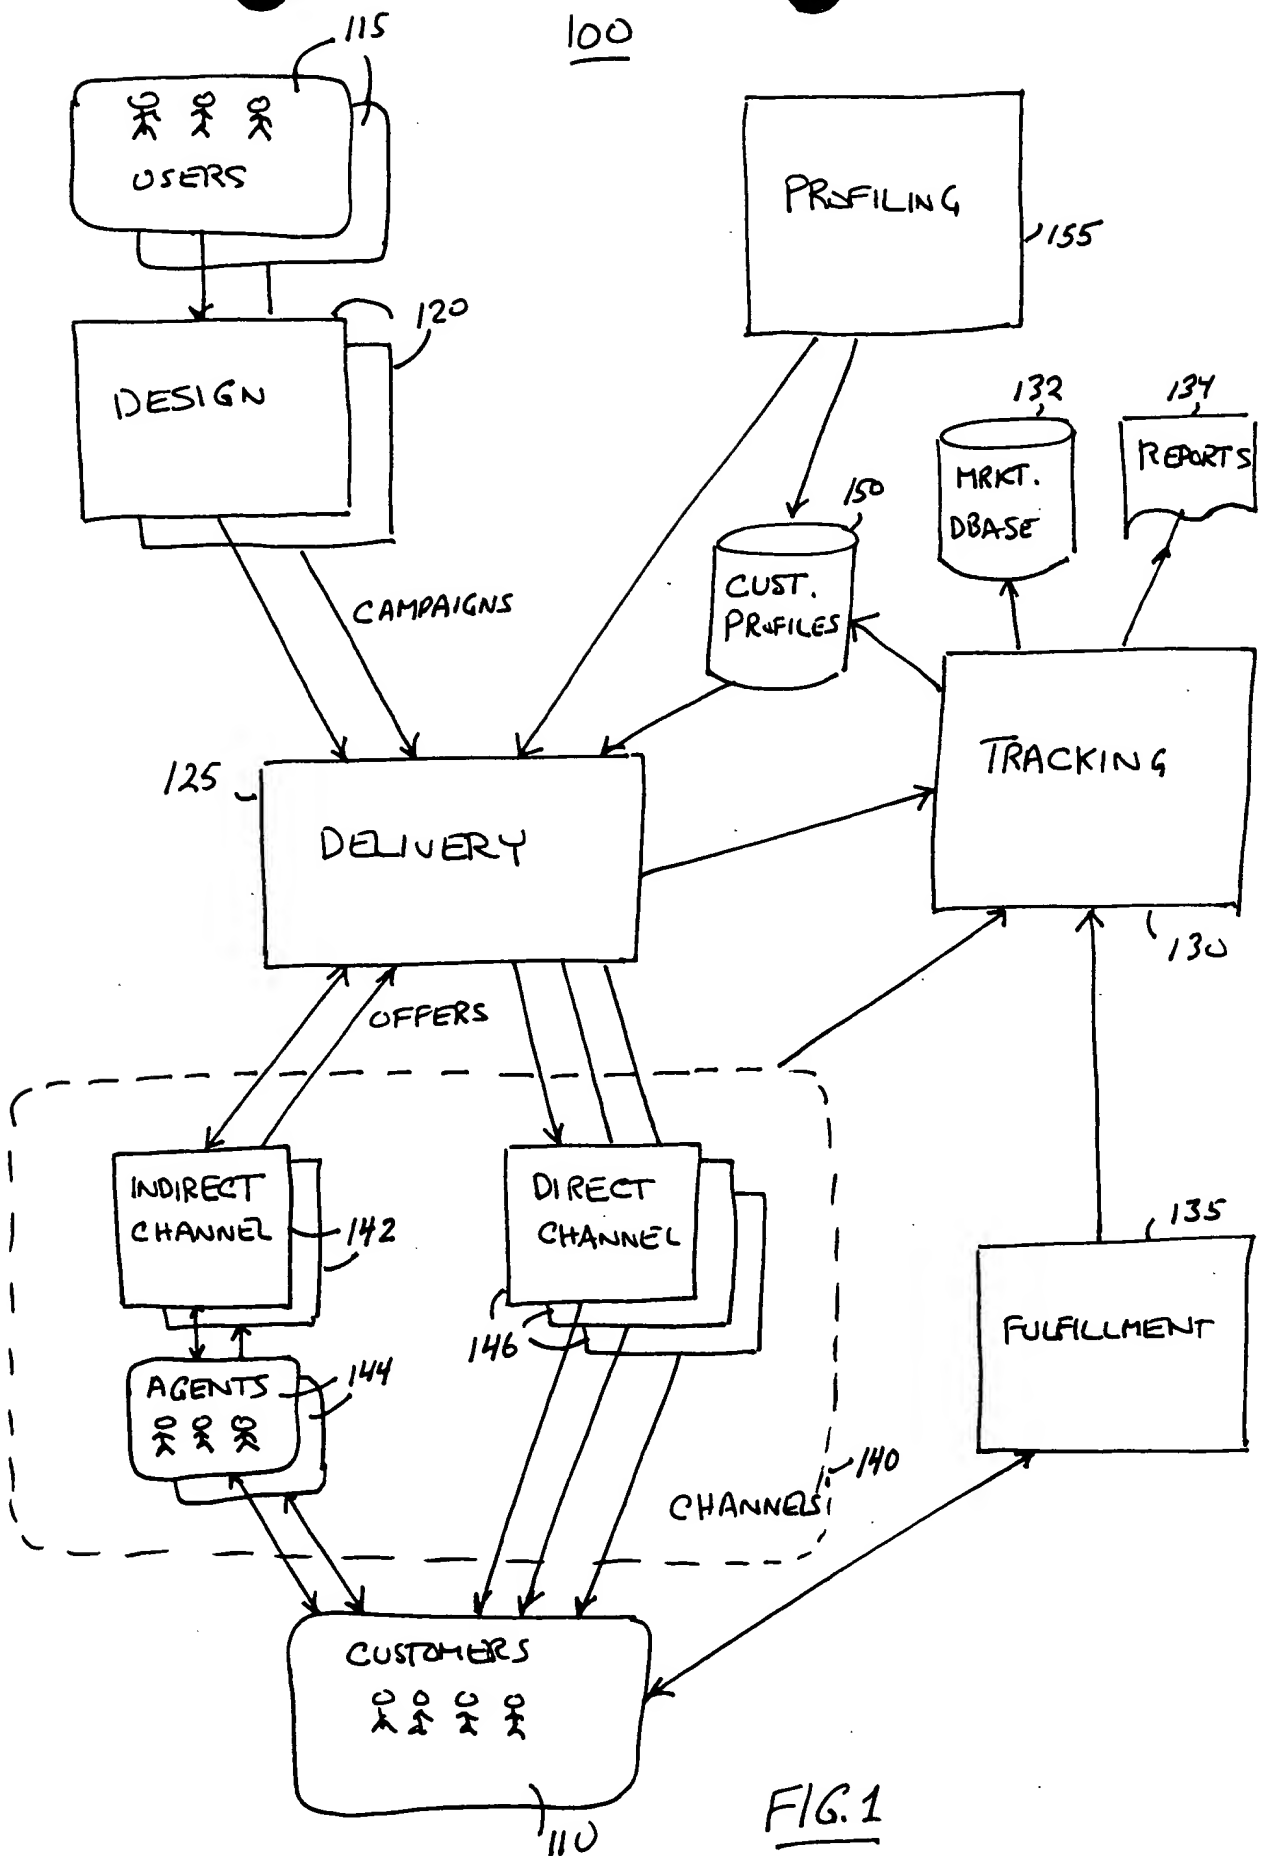 115
100
USERS
PROFILING
155
120
DESIGN
132
134
MRKT.
DBASE
REPORTS
150
CUST.
PROFILES
CAMPAIGNS
TRACKING
125
DELIVERY
130
OFFERS
INDIRECT
CHANNEL
142
DIRECT
CHANNEL
135
146
FULFILLMENT
AGENTS
144
140
CHANNELS
CUSTOMERS
110
FIG. 1